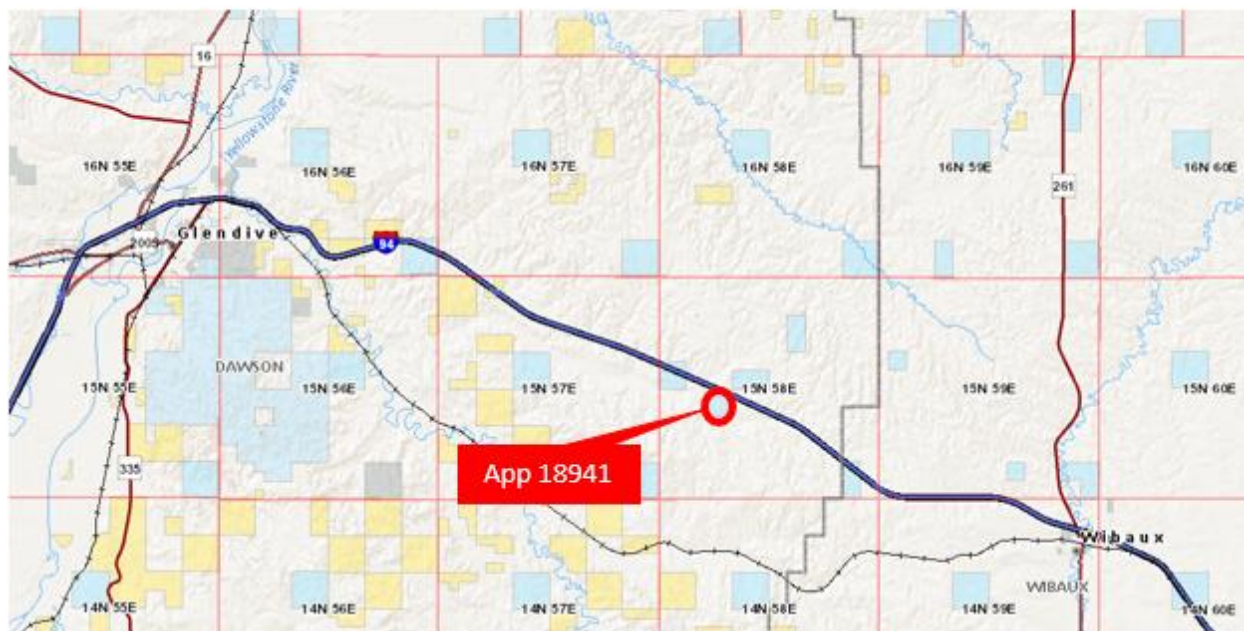 16
Yellowstone River
16N 55E
16N 56E
16N 57E
16N 58E
16N 59E
16N 60E
261
Glendive
2005
94
DAWSON
15N 55E
15N 56E
15N 57E
15N 58E
15N 59E
15N 60E
App 18941
335
Wibaux
WIBAUX
14N 55E
14N 56E
14N 57E
14N 58E
14N 59E
14N 60E